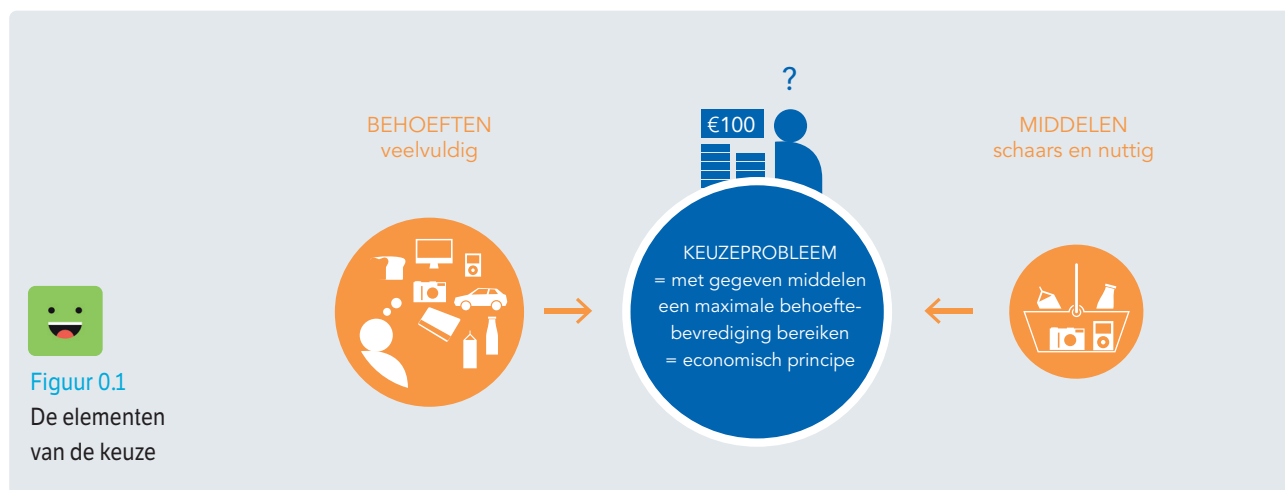 BEHOEFTEN
veelvuldig
?
€100
MIDDELEN
schaars en nuttig
KEUZEPROBLEEM
= met gegeven middelen
een maximale behoefte-
bevrediging bereiken
= economisch principe
Figuur 0.1
De elementen
van de keuze